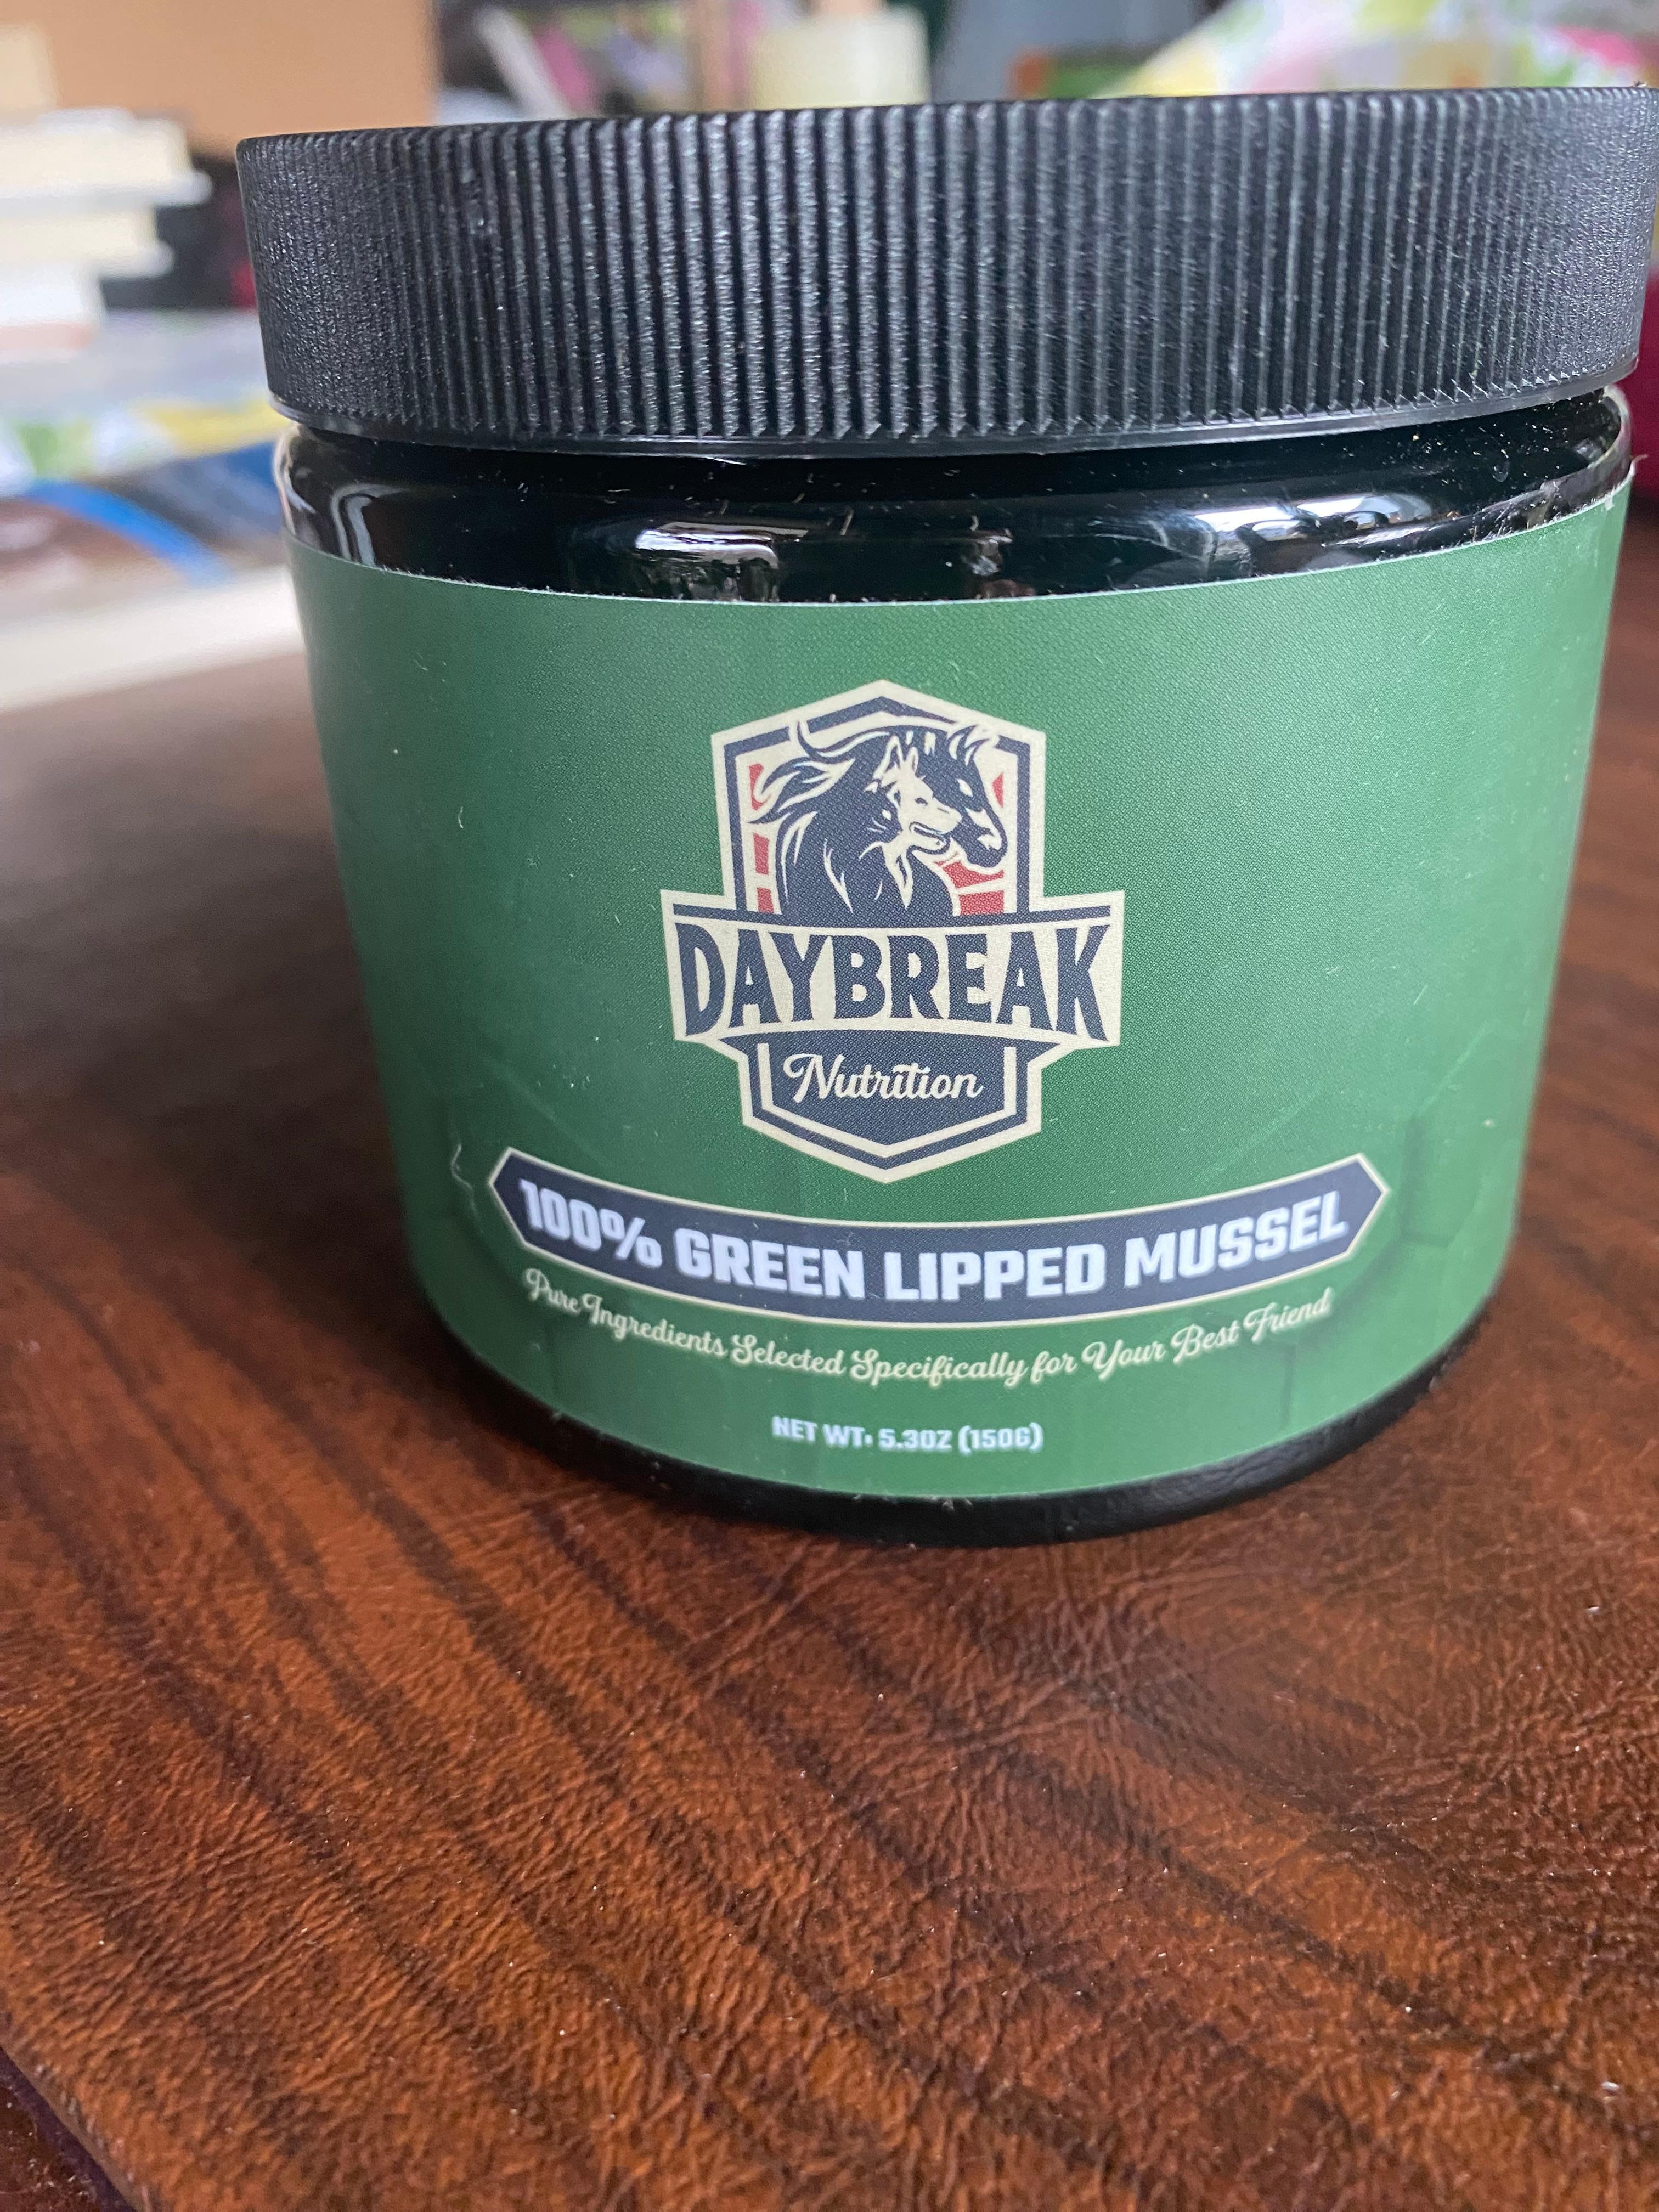 DAYBREAK
Nutrition
100% GREEN LIPPED MUSSEL
Pure Ingredients Selected Specifically for Your Best Friend
NET WT. 5.3OZ (150G)